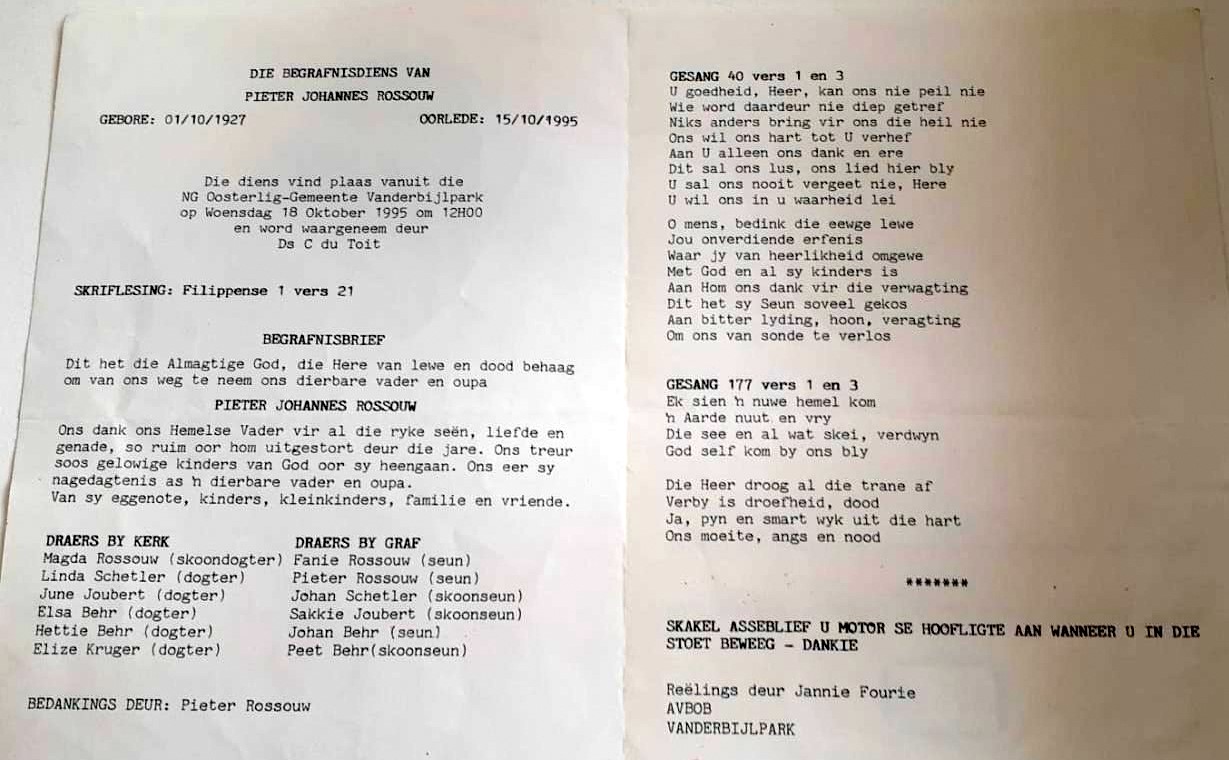 DIE BEGRAFNISDIENS VAN
PIETER JOHANNES ROSSOUW
GEBORE: 01/10/1927 OORLEDE: 15/10/1995
Die diens vind plaas vanuit die
NG Oosterlig-Gemeente Vanderbijlpark
op Woensdag 18 Oktober 1995 om 12H00
en word waargeneem deur
Ds C du Toit
SKRIFLESING: Filippense 1 vers 21
BEGRAFNISBRIEF
Dit het die Almagtige God, die Here van lewe en dood behaag
om van ons weg te neem ons dierbare vader en oupa
PIETER JOHANNES ROSSOUW
Ons dank ons Hemelse Vader vir al die ryke seën, liefde en
genade, so ruim oor hom uitgestort deur die jare. Ons treur
soos gelowige kinders van God oor sy heengaan. Ons eer sy
nagedagtenis as 'n dierbare vader en oupa.
Van sy eggenote, kinders, kleinkinders, familie en vriende.
DRAERS BY KERK DRAERS BY GRAF
Magda Rossouw (skoondogter) Fanie Rossouw (seun)
Linda Schetler (dogter) Pieter Rossouw (seun)
June Joubert (dogter) Johan Schetler (skoonseun)
Elsa Behr (dogter) Sakkie Joubert (skoonseun)
Hettie Behr (dogter) Johan Behr (seun)
Elize Kruger (dogter) Peet Behr(skoonseun)
BEDANKINGS DEUR: Pieter Rossouw
GESANG 40 vers 1 en 3
U goedheid, Heer, kan ons nie peil nie
Wie word daardeur nie diep getref
Niks anders bring vir ons die heil nie
Ons wil ons hart tot U verhef
Aan U alleen ons dank en ere
Dit sal ons lus, ons lied hier bly
U sal ons nooit vergeet nie, Here
U wil ons in u waarheid lei
O mens, bedink die eewge lewe
Jou onverdiende erfenis
Waar jy van heerlikheid omgewe
Met God en al sy kinders is
Aan Hom ons dank vir die verwagting
Dit het sy Seun soveel gekos
Aan bitter lyding, hoon, veragting
Om ons van sonde te verlos
GESANG 177 vers 1 en 3
Ek sien 'n nuwe hemel kom
'n Aarde nuut en vry
Die see en al wat skei, verdwyn
God self kom by ons bly
Die Heer droog al die trane af
Verby is droefheid, dood
Ja, pyn en smart wyk uit die hart
Ons moeite, angs en nood
*******
SKAKEL ASSEBLIEF U MOTOR SE HOOFLIGTE AAN WANNEER U IN DIE
STOET BEWEEG - DANKIE
Reëlings deur Jannie Fourie
AVBOB
VANDERBIJLPARK